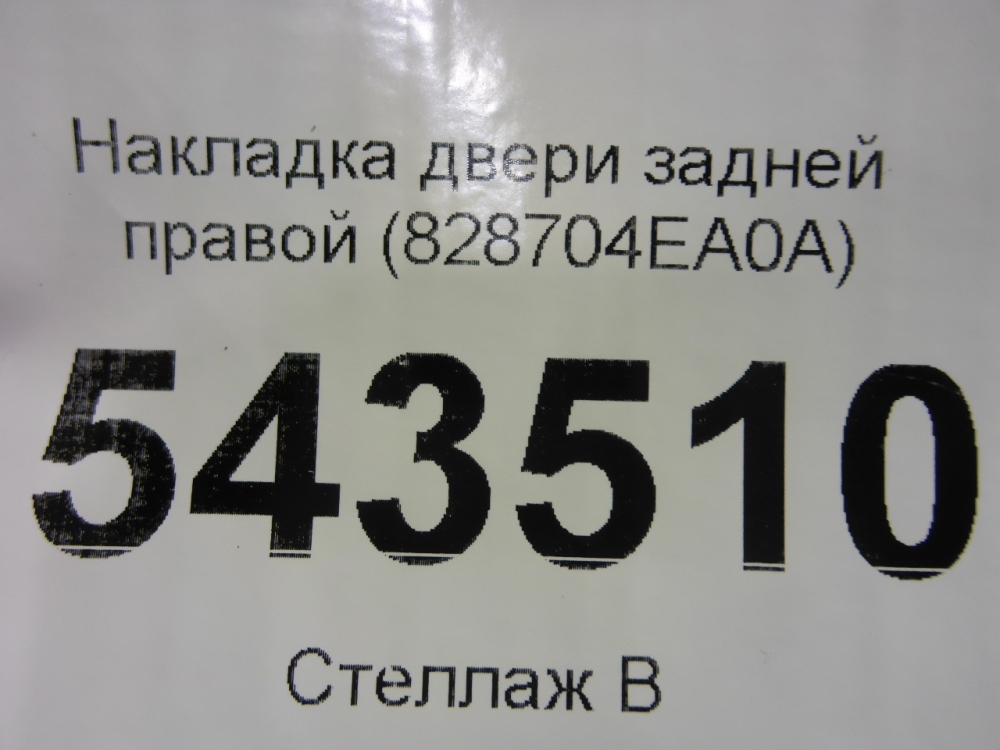 Накладка двери задней
правой (828704EA0A)
543510
Стеллаж В